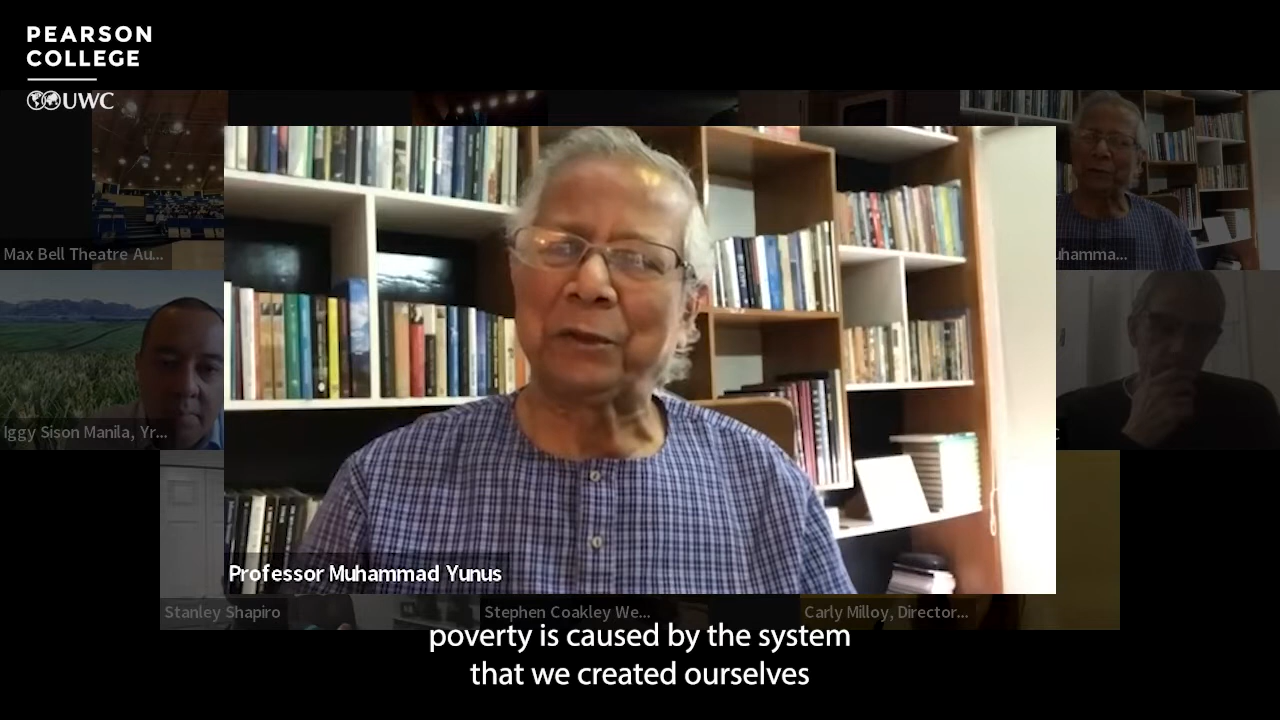 PEARSON
COLLEGE
UWC
Max Bell Theatre Au...
uhamma...
Iggy Sison Manila, Yr...
Professor Muhammad Yunus
Stanley Shapiro
Stephen Coakley We...
Carly Milloy, Director...
poverty is caused by the system
that we created ourselves